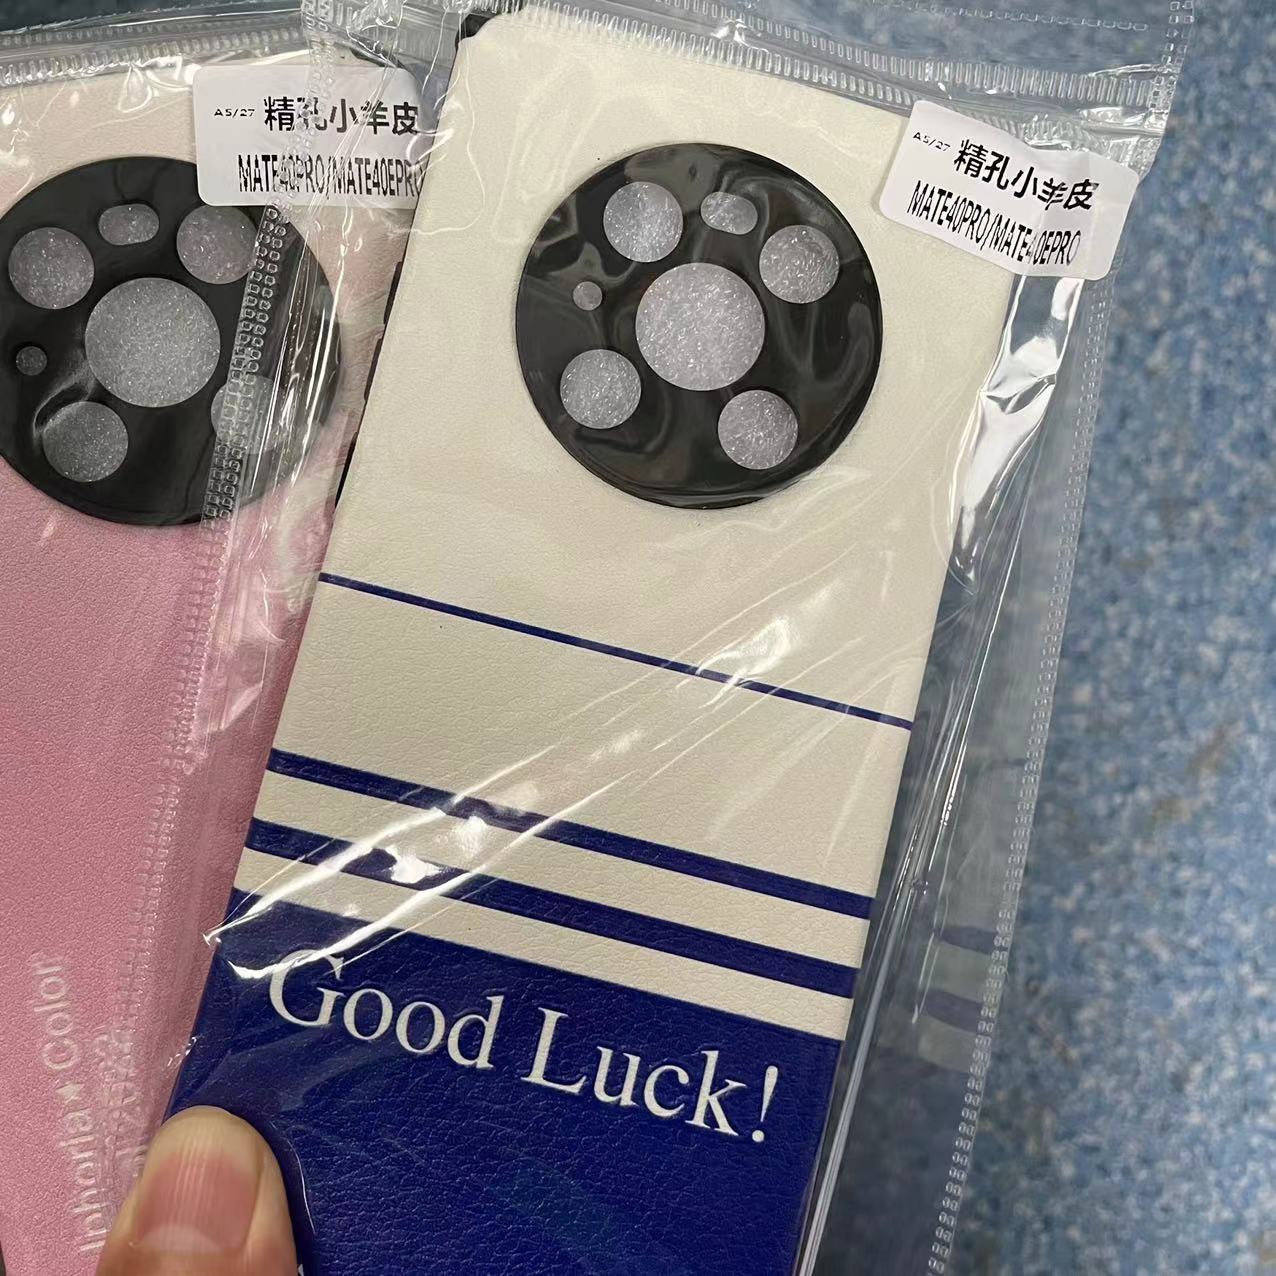 A5/27 精孔小羊皮
MATE40PRO/MATE40EPRO
A5/27 精孔小羊皮
MATE40PRO/MATE40EPRO
Good Luck!
Color